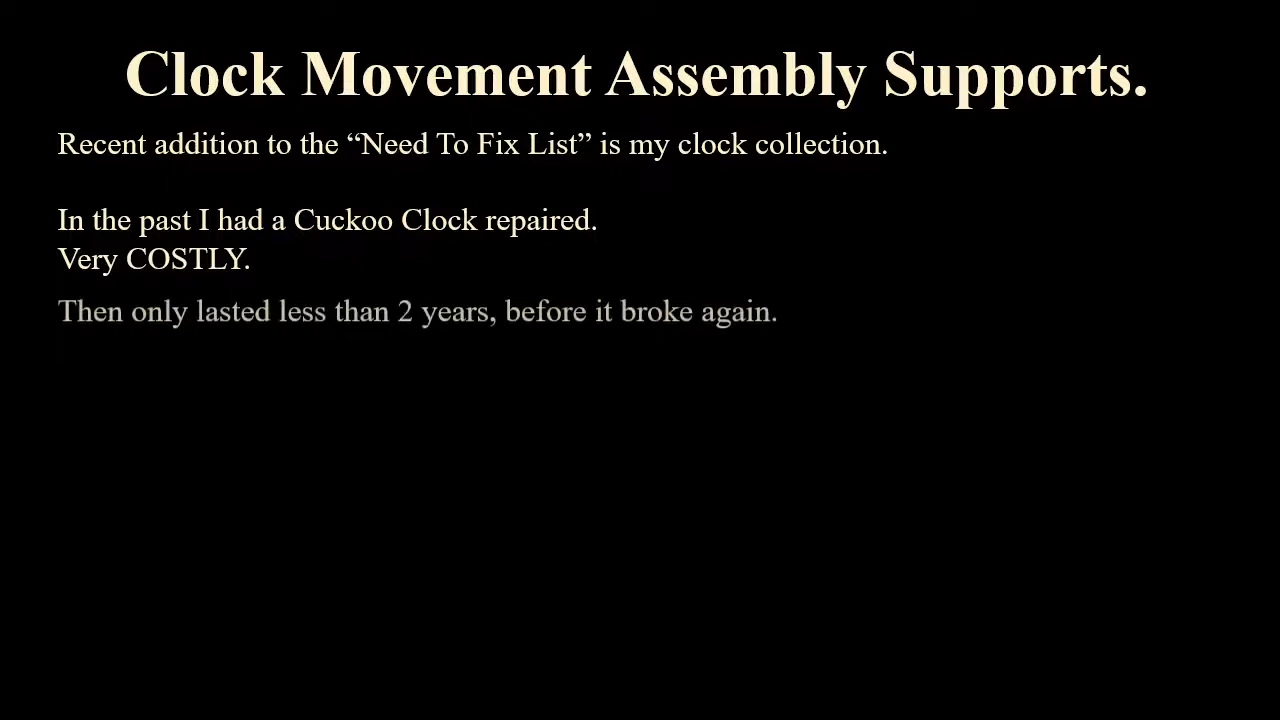 Clock Movement Assembly Supports.
Recent addition to the “Need To Fix List” is my clock collection.
In the past I had a Cuckoo Clock repaired.
Very COSTLY.
Then only lasted less than 2 years, before it broke again.